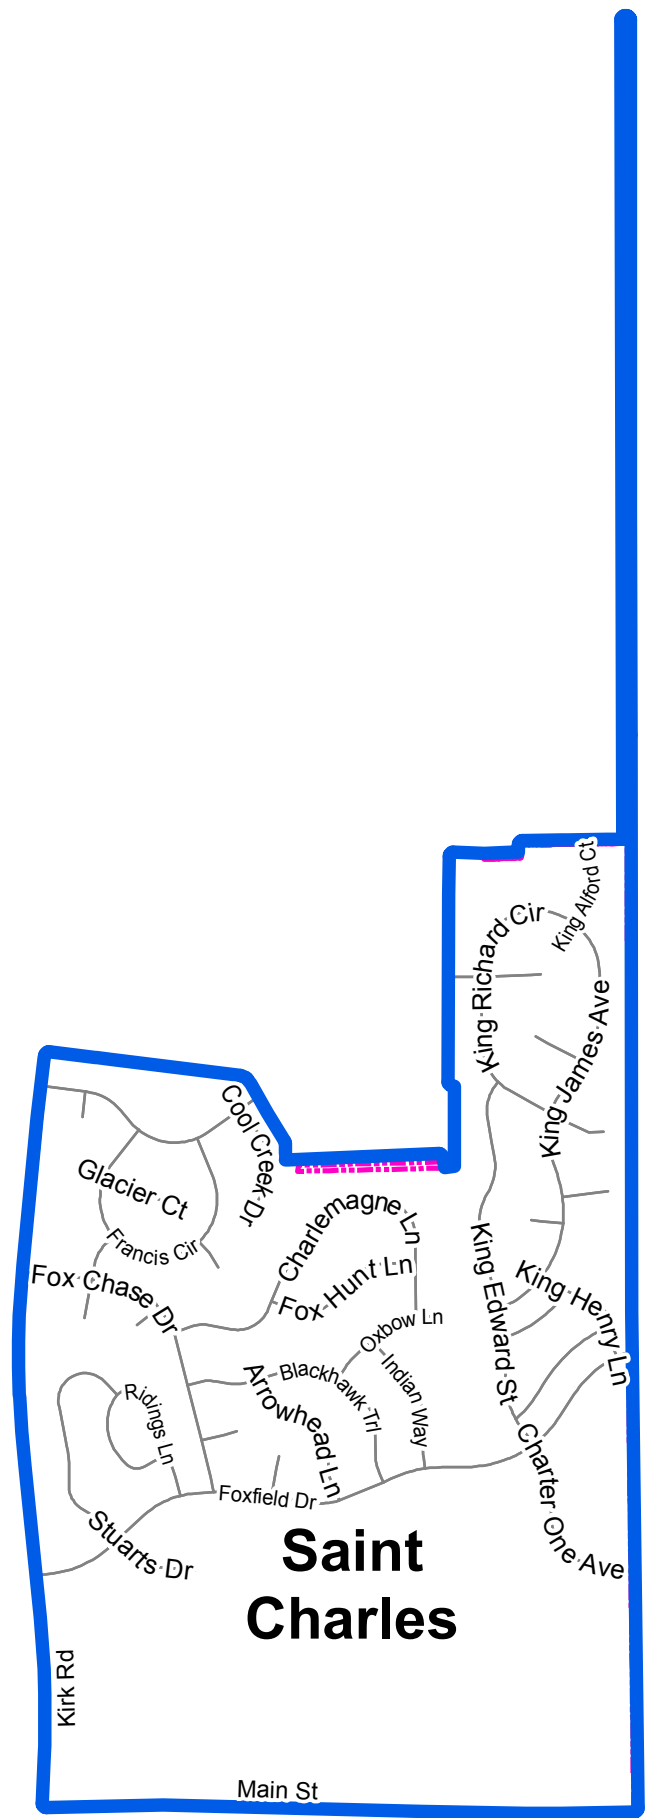 King Alford Ct
King Richard Cir
King James Ave
Cool Creek Dr
Glacier Ct
Francis Cir
Charlemagne Ln
Fox Chase Dr
Fox Hunt Ln
King Edward St
King Henry Ln
Oxbow Ln
Blackhawk Trl
Indian Way
Arrowhead Ln
Ridings Ln
Charter One Ave
Foxfield Dr
Stuarts Dr
Saint
Charles
Kirk Rd
Main St